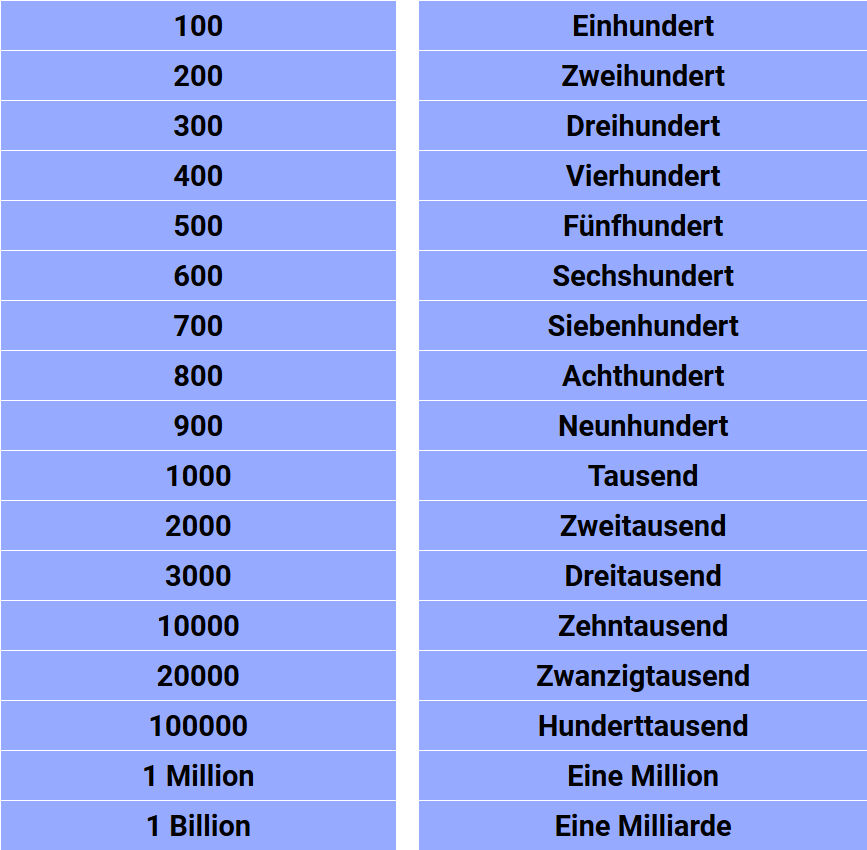 100 Einhundert
200 Zweihundert
300 Dreihundert
400 Vierhundert
500 Fünfhundert
600 Sechshundert
700 Siebenhundert
800 Achthundert
900 Neunhundert
1000 Tausend
2000 Zweitausend
3000 Dreitausend
10000 Zehntausend
20000 Zwanzigtausend
100000 Hunderttausend
1 Million Eine Million
1 Billion Eine Milliarde